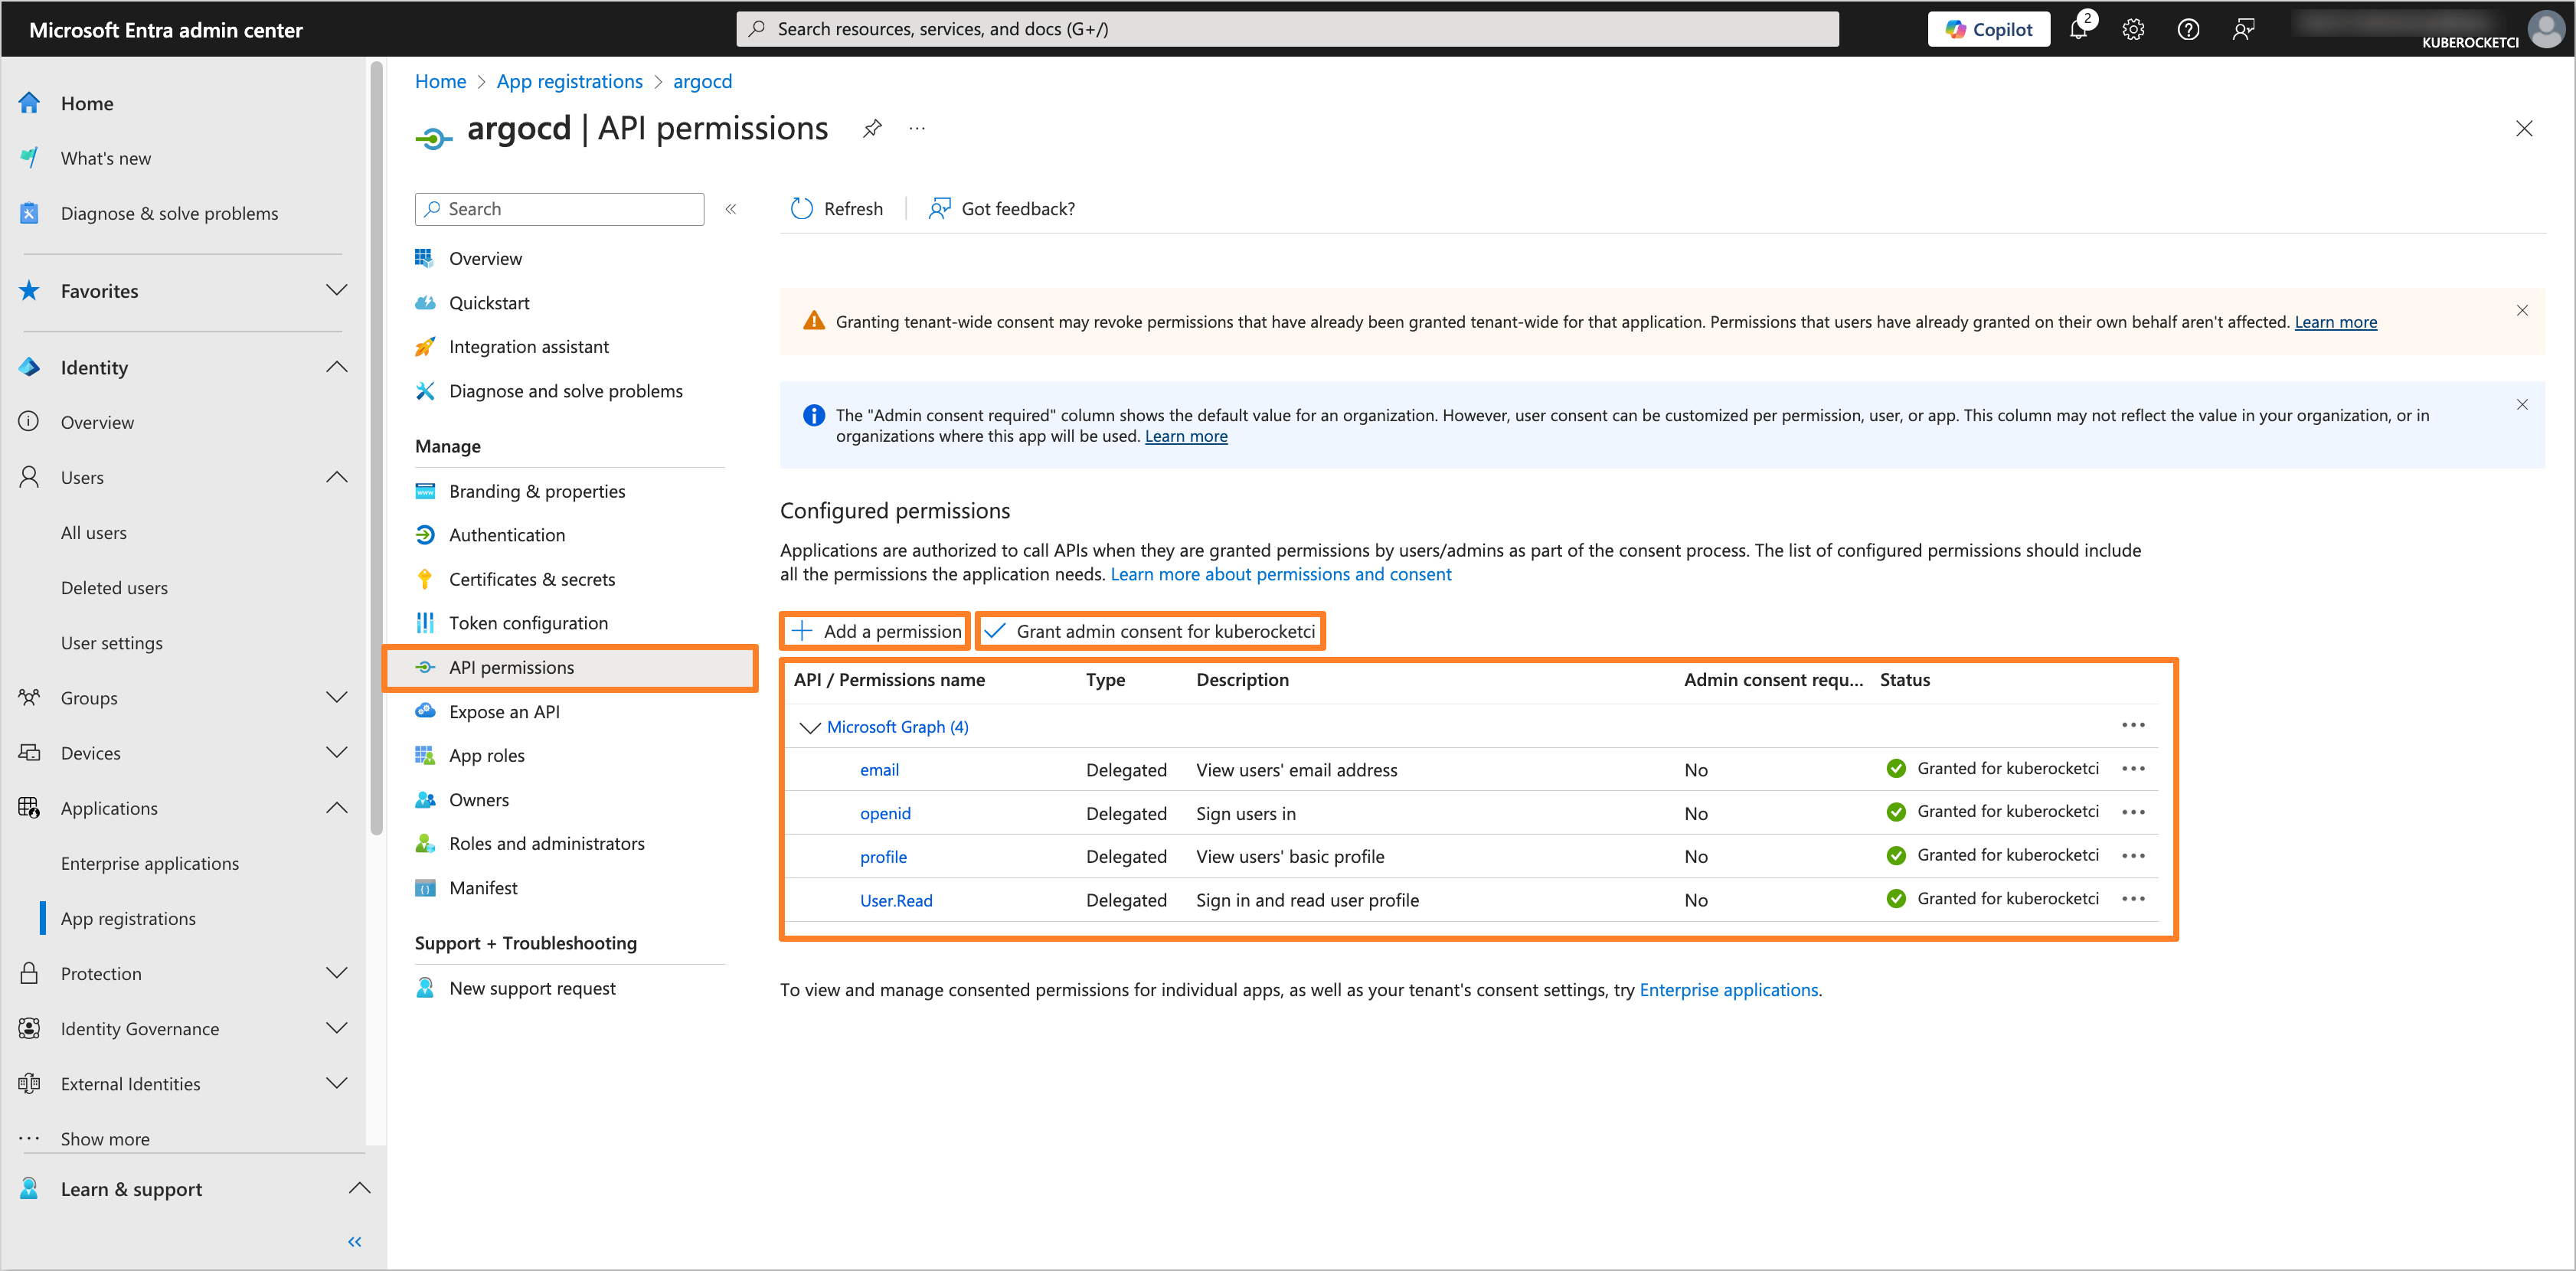 Microsoft Entra admin center
Search resources, services, and docs (G+/)
Copilot
2
KUBEROCKETCI
Home
What's new
Diagnose & solve problems
Favorites
Identity
Overview
Users
All users
Deleted users
User settings
Groups
Devices
Applications
Enterprise applications
App registrations
Protection
Identity Governance
External Identities
Show more
Learn & support
Home > App registrations > argocd
argocd | API permissions
Search
Overview
Quickstart
Integration assistant
Diagnose and solve problems
Manage
Branding & properties
Authentication
Certificates & secrets
Token configuration
API permissions
Expose an API
App roles
Owners
Roles and administrators
Manifest
Support + Troubleshooting
New support request
Refresh | Got feedback?
Granting tenant-wide consent may revoke permissions that have already been granted tenant-wide for that application. Permissions that users have already granted on their own behalf aren't affected. Learn more
The "Admin consent required" column shows the default value for an organization. However, user consent can be customized per permission, user, or app. This column may not reflect the value in your organization, or in
organizations where this app will be used. Learn more
Configured permissions
Applications are authorized to call APIs when they are granted permissions by users/admins as part of the consent process. The list of configured permissions should include
all the permissions the application needs. Learn more about permissions and consent
Add a permission Grant admin consent for kuberocketci
API / Permissions name Type Description Admin consent requ... Status
Microsoft Graph (4)
email Delegated View users' email address No Granted for kuberocketci
openid Delegated Sign users in No Granted for kuberocketci
profile Delegated View users' basic profile No Granted for kuberocketci
User.Read Delegated Sign in and read user profile No Granted for kuberocketci
To view and manage consented permissions for individual apps, as well as your tenant's consent settings, try Enterprise applications.